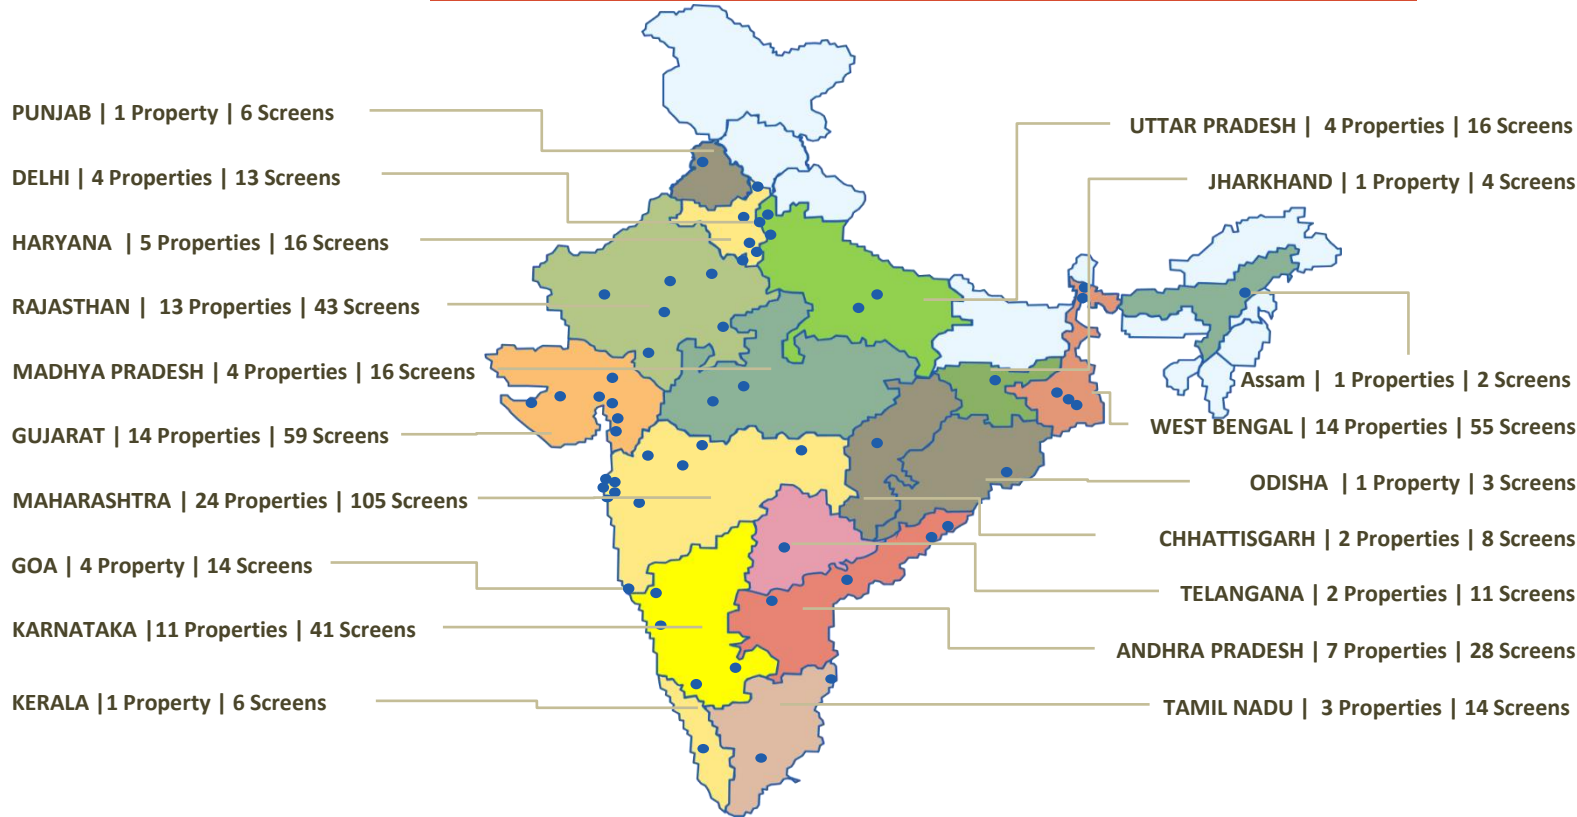 PUNJAB | 1 Property | 6 Screens
DELHI | 4 Properties | 13 Screens
HARYANA | 5 Properties | 16 Screens
RAJASTHAN | 13 Properties | 43 Screens
MADHYA PRADESH | 4 Properties | 16 Screens
GUJARAT | 14 Properties | 59 Screens
MAHARASHTRA | 24 Properties | 105 Screens
GOA | 4 Property | 14 Screens
KARNATAKA |11 Properties | 41 Screens
KERALA |1 Property | 6 Screens
UTTAR PRADESH | 4 Properties | 16 Screens
JHARKHAND | 1 Property | 4 Screens
Assam | 1 Properties | 2 Screens
WEST BENGAL | 14 Properties | 55 Screens
ODISHA | 1 Property | 3 Screens
CHHATTISGARH | 2 Properties | 8 Screens
TELANGANA | 2 Properties | 11 Screens
ANDHRA PRADESH | 7 Properties | 28 Screens
TAMIL NADU | 3 Properties | 14 Screens